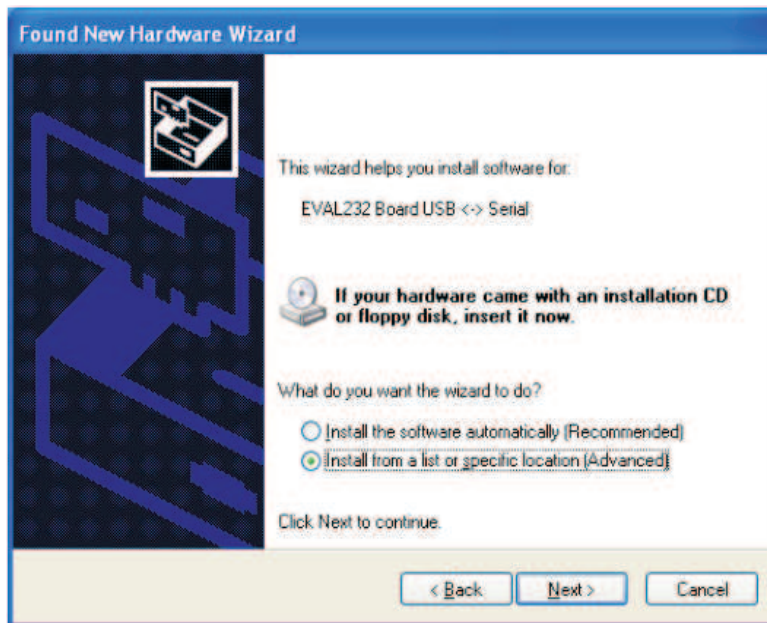 Found New Hardware Wizard
This wizard helps you install software for:
EVAL232 Board USB <-> Serial
If your hardware came with an installation CD
or floppy disk, insert it now.
What do you want the wizard to do?
Install the software automatically (Recommended)
Install from a list or specific location (Advanced)
Click Next to continue.
< Back Next > Cancel